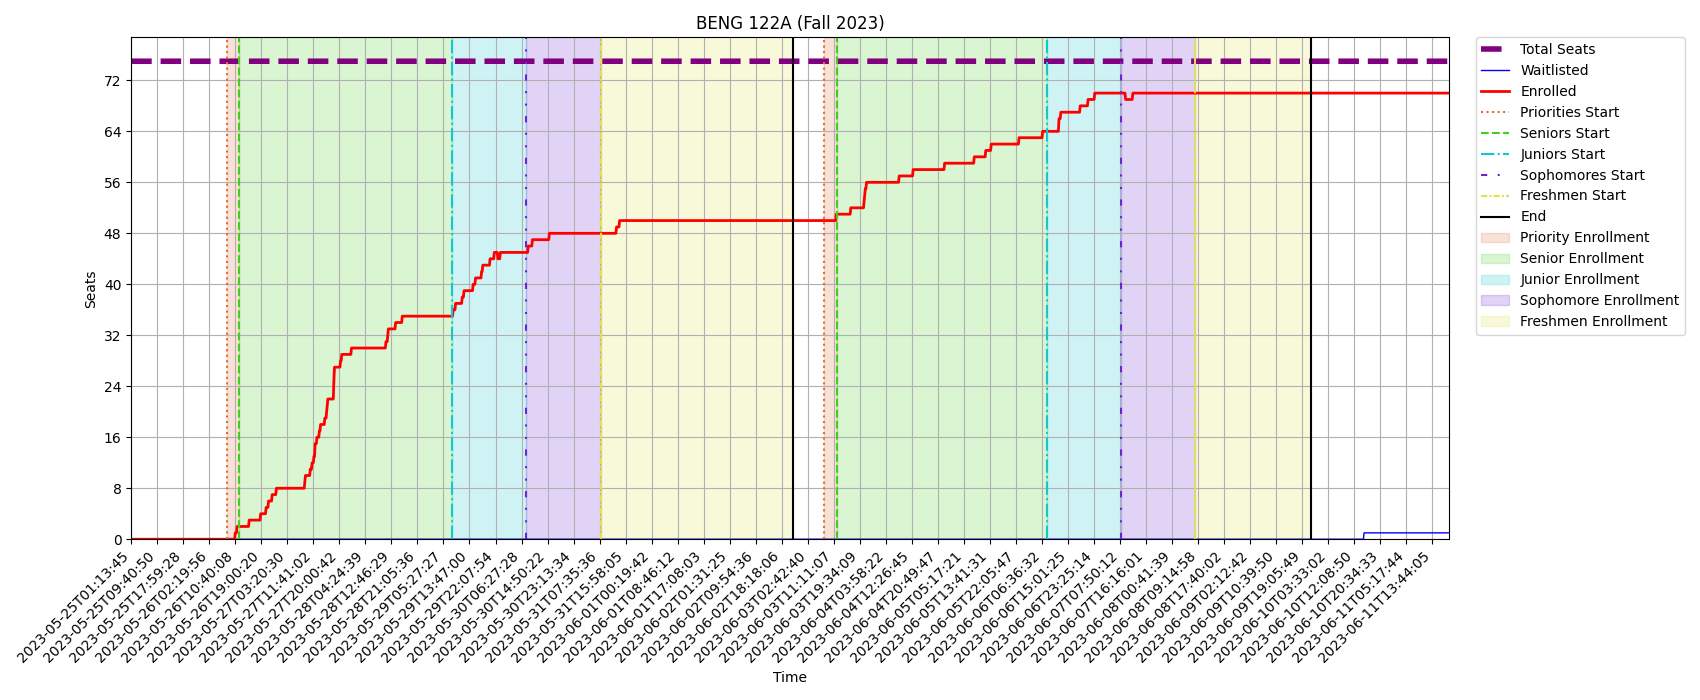 BENG 122A (Fall 2023)
Seats
72
64
56
48
40
32
24
16
8
0
2023-05-25T01:13:45
2023-05-25T09:40:50
2023-05-25T17:59:28
2023-05-26T02:19:56
2023-05-26T10:40:08
2023-05-26T19:00:20
2023-05-27T03:20:30
2023-05-27T11:41:02
2023-05-27T20:00:42
2023-05-28T04:24:39
2023-05-28T12:46:29
2023-05-28T21:05:36
2023-05-29T05:27:27
2023-05-29T13:47:00
2023-05-29T22:07:54
2023-05-30T06:27:28
2023-05-30T14:50:22
2023-05-30T23:13:34
2023-05-31T07:35:36
2023-05-31T15:58:05
2023-06-01T00:19:42
2023-06-01T08:46:12
2023-06-01T17:08:03
2023-06-02T01:31:25
2023-06-02T09:54:36
2023-06-02T18:18:06
2023-06-03T02:42:40
2023-06-03T11:11:07
2023-06-03T19:34:09
2023-06-04T03:58:22
2023-06-04T12:26:45
2023-06-04T20:49:47
2023-06-05T05:17:21
2023-06-05T13:41:31
2023-06-05T22:05:47
2023-06-06T06:36:32
2023-06-06T15:01:25
2023-06-06T23:25:14
2023-06-07T07:50:12
2023-06-07T16:16:01
2023-06-08T00:41:39
2023-06-08T09:14:58
2023-06-08T17:40:02
2023-06-09T02:12:42
2023-06-09T10:39:50
2023-06-09T19:05:49
2023-06-10T03:33:02
2023-06-10T12:08:50
2023-06-10T20:34:33
2023-06-11T05:17:44
2023-06-11T13:44:05
Time
Total Seats
Waitlisted
Enrolled
Priorities Start
Seniors Start
Juniors Start
Sophomores Start
Freshmen Start
End
Priority Enrollment
Senior Enrollment
Junior Enrollment
Sophomore Enrollment
Freshmen Enrollment